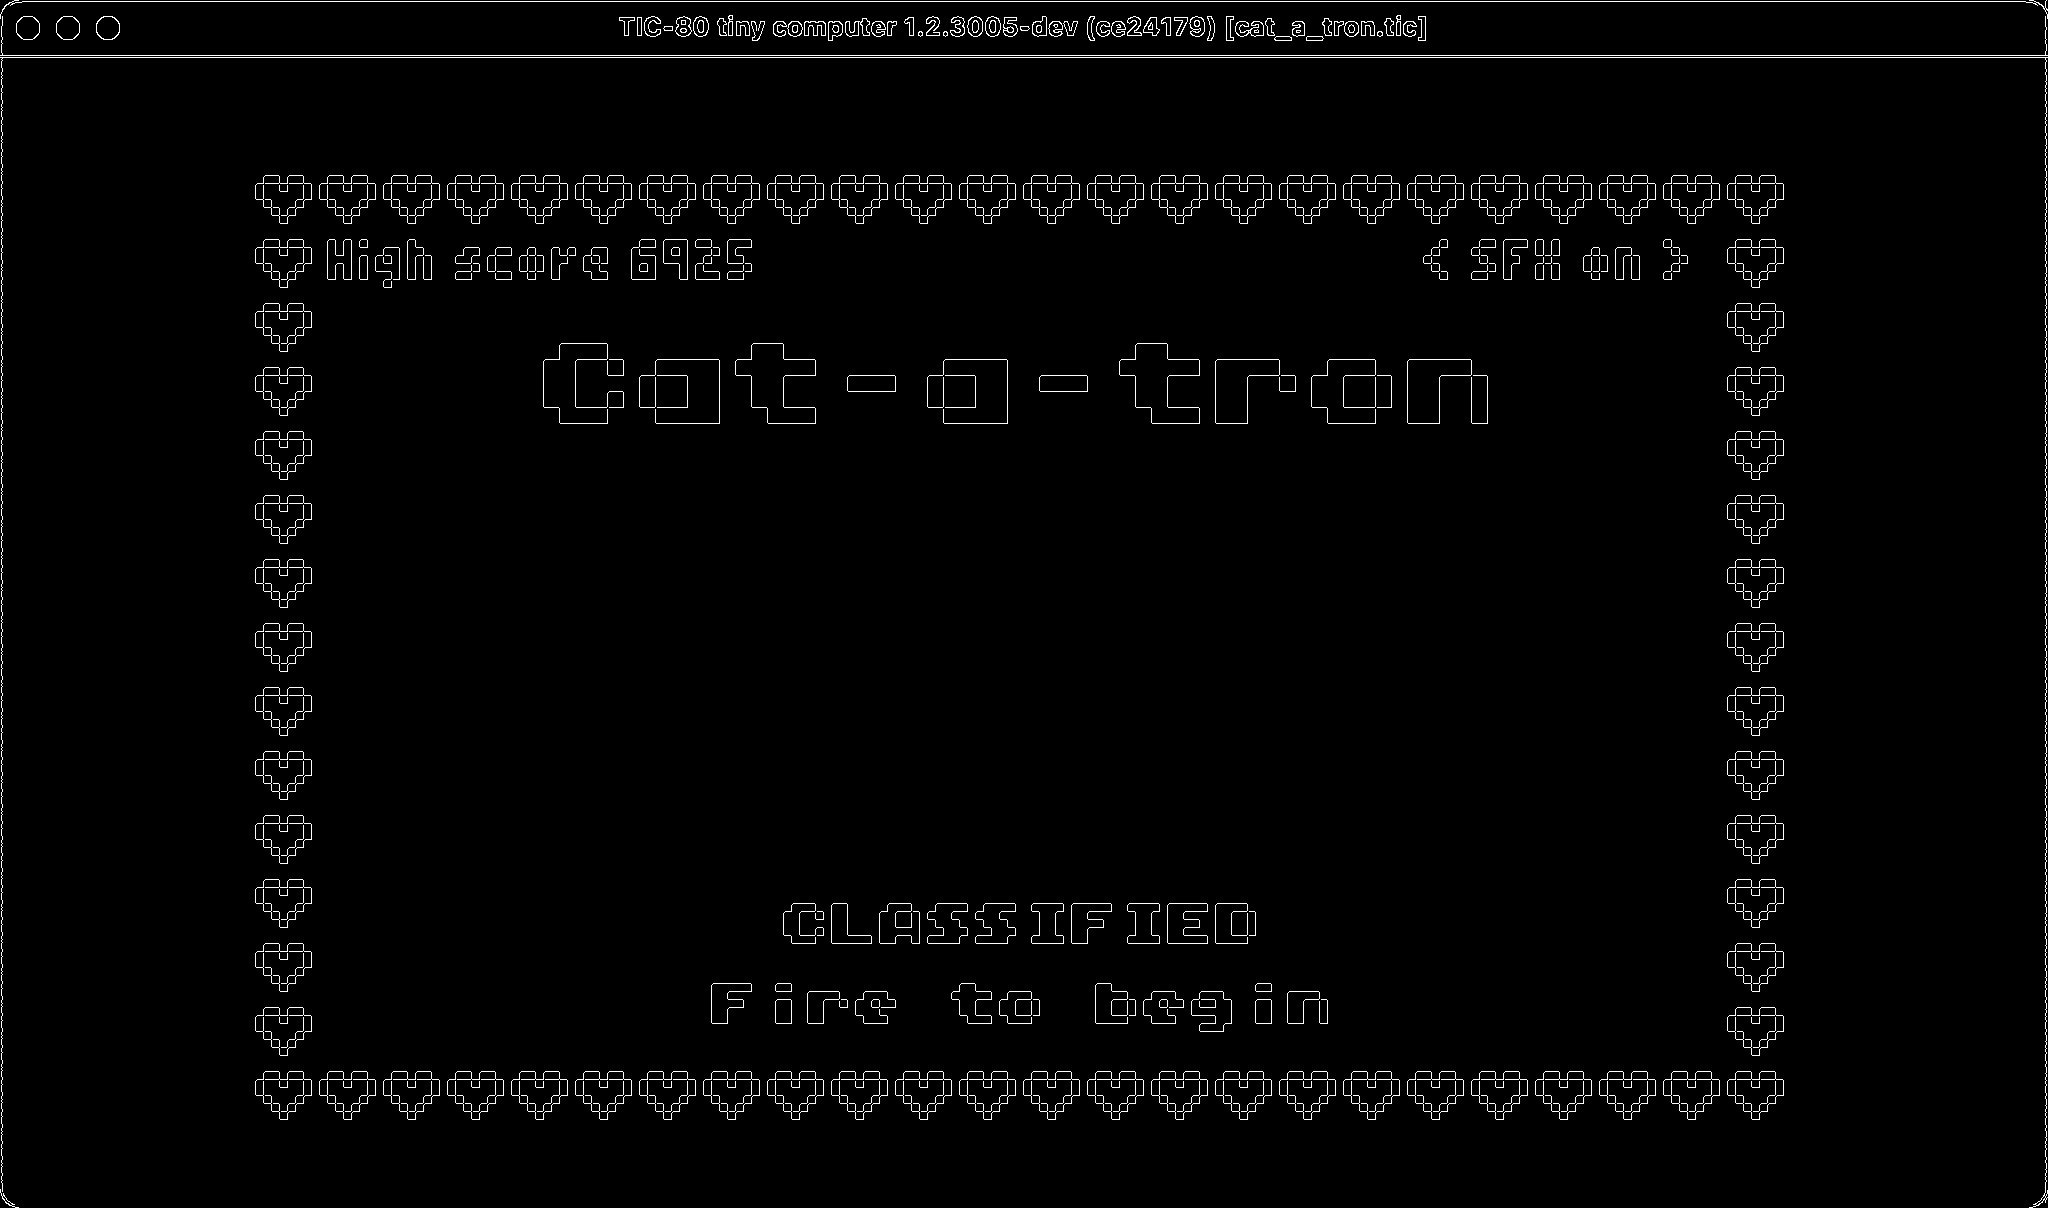 TIC-80 tiny computer 1.2.3005-dev (ce24179) [cat_a_tron.tic]
High score 6925 < SFX on >
Cat-a-tron
CLASSIFIED
Fire to begin